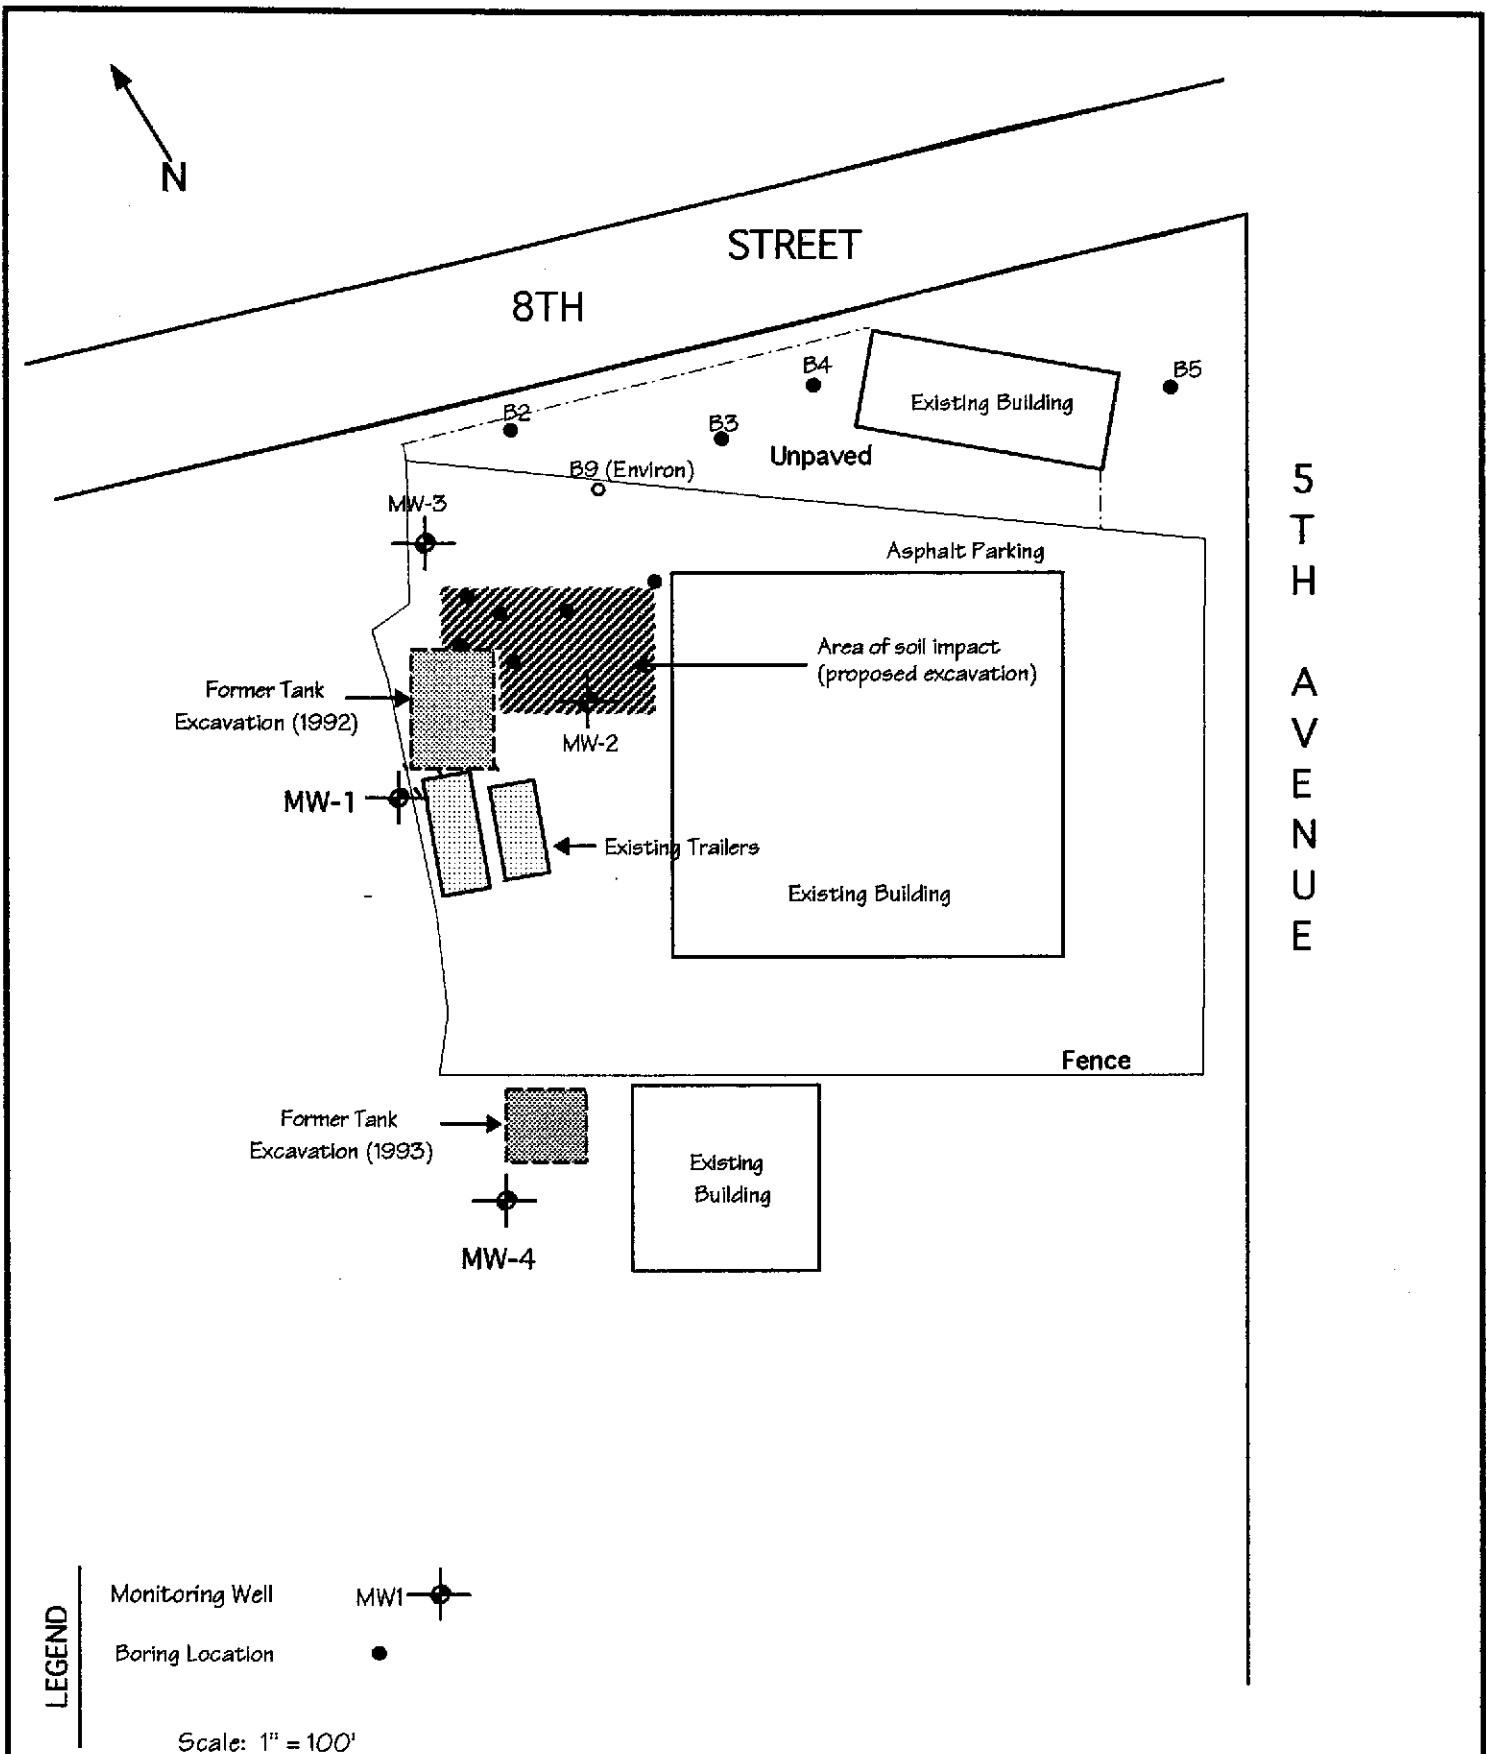 N
STREET
8TH
B4
B5
Existing Building
B2
B3
Unpaved
B9 (Environ)
MW-3
5TH AVENUE
Asphalt Parking
Area of soil impact
(proposed excavation)
Former Tank
Excavation (1992)
MW-2
MW-1
Existing Trailers
Existing Building
Fence
Former Tank
Excavation (1993)
Existing
Building
MW-4
LEGEND
Monitoring Well
MW1
Boring Location
Scale: 1" = 100'